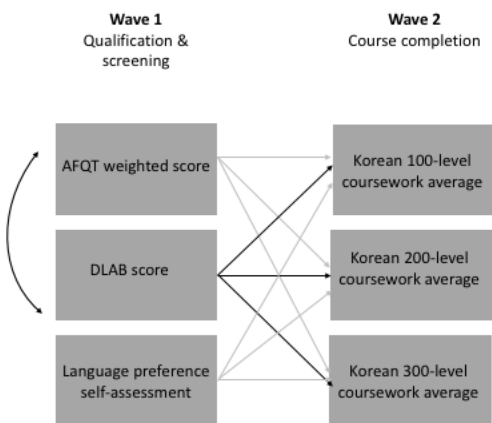 Wave 1
Qualification &
screening
Wave 2
Course completion
AFQT weighted score
Korean 100-level
coursework average
DLAB score
Korean 200-level
coursework average
Language preference
self-assessment
Korean 300-level
coursework average